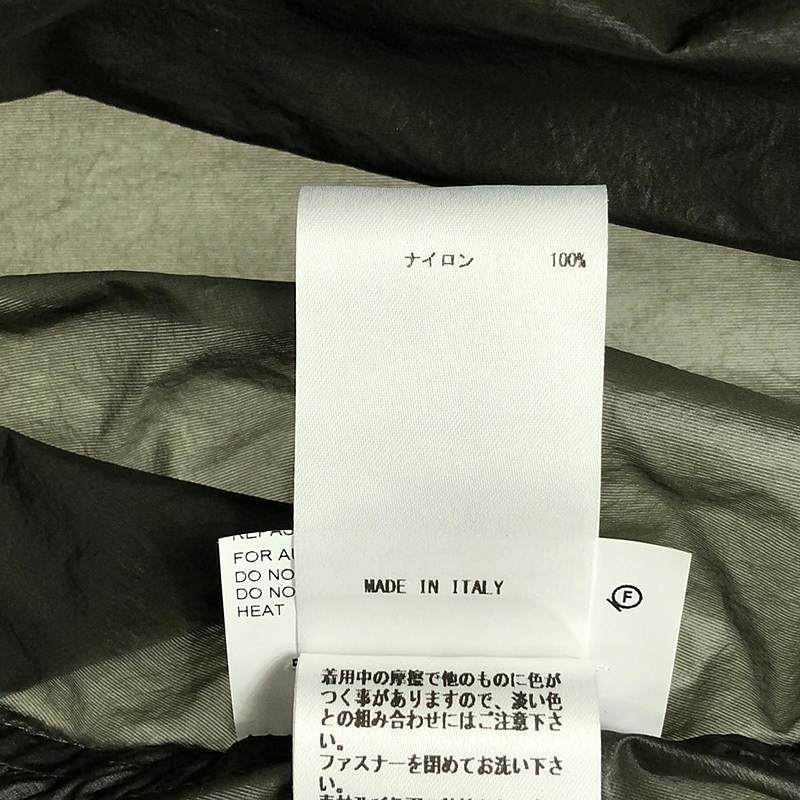 ナイロン 100%
MADE IN ITALY
FOR
DO NO
DO NO
HEAT
F
着用中の摩擦で他のものに色が
つく事がありますので、淡い色
との組み合わせにはご注意下さ
い。
ファスナーを閉めてお洗い下さ
い。